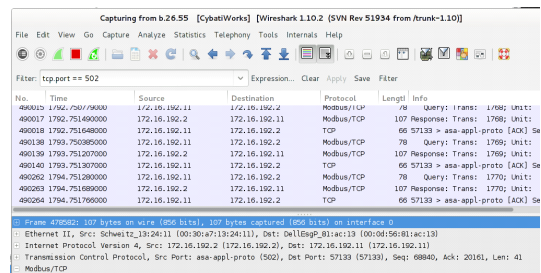 Capturing from b.26.55 [CybatiWorks] [Wireshark 1.10.2 (SVN Rev 51934 from /trunk-1.10)]
File Edit View Go Capture Analyze Statistics Telephony Tools Internals Help
Filter: tcp.port == 502 Expression... Clear Apply Save Filter
No. Time Source Destination Protocol Lengtl Info
490015 1792.750779000 172.16.192.11 172.16.192.2 Modbus/TCP 78 Query: Trans: 1768; Unit:
490017 1792.751490000 172.16.192.2 172.16.192.11 Modbus/TCP 107 Response: Trans: 1768; Unit:
490018 1792.751648000 172.16.192.11 172.16.192.2 TCP 66 57133 > asa-appl-proto [ACK] Se
490138 1793.750385000 172.16.192.11 172.16.192.2 Modbus/TCP 78 Query: Trans: 1769; Unit:
490139 1793.751207000 172.16.192.2 172.16.192.11 Modbus/TCP 107 Response: Trans: 1769; Unit:
490140 1793.751307000 172.16.192.11 172.16.192.2 TCP 66 57133 > asa-appl-proto [ACK] Se
490262 1794.751280000 172.16.192.11 172.16.192.2 Modbus/TCP 78 Query: Trans: 1770; Unit:
490263 1794.751689000 172.16.192.2 172.16.192.11 Modbus/TCP 107 Response: Trans: 1770; Unit:
490264 1794.751766000 172.16.192.11 172.16.192.2 TCP 66 57133 > asa-appl-proto [ACK] Se
Frame 478582: 107 bytes on wire (856 bits), 107 bytes captured (856 bits) on interface 0
Ethernet II, Src: Schweitz_13:24:11 (00:30:a7:13:24:11), Dst: DellEsgP_81:ac:13 (00:0d:56:81:ac:13)
Internet Protocol Version 4, Src: 172.16.192.2 (172.16.192.2), Dst: 172.16.192.11 (172.16.192.11)
Transmission Control Protocol, Src Port: asa-appl-proto (502), Dst Port: 57133 (57133), Seq: 68840, Ack: 20161, Len: 41
Modbus/TCP